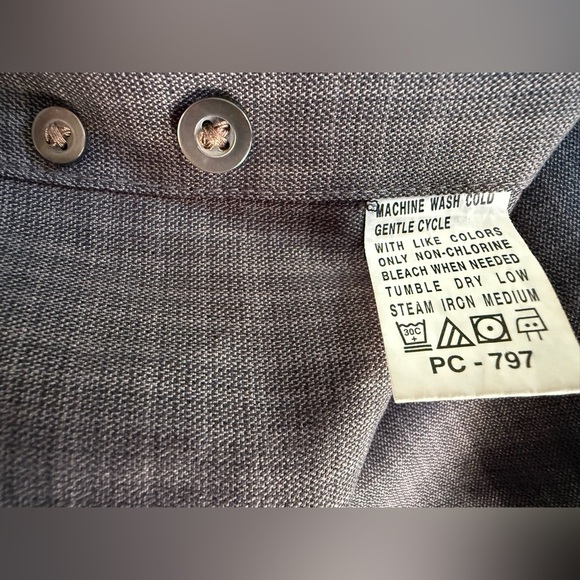 MACHINE WASH COLD
GENTLE CYCLE
WITH LIKE COLORS
ONLY NON-CHLORINE
BLEACH WHEN NEEDED
TUMBLE DRY LOW
STEAM IRON MEDIUM
30C
PC - 797